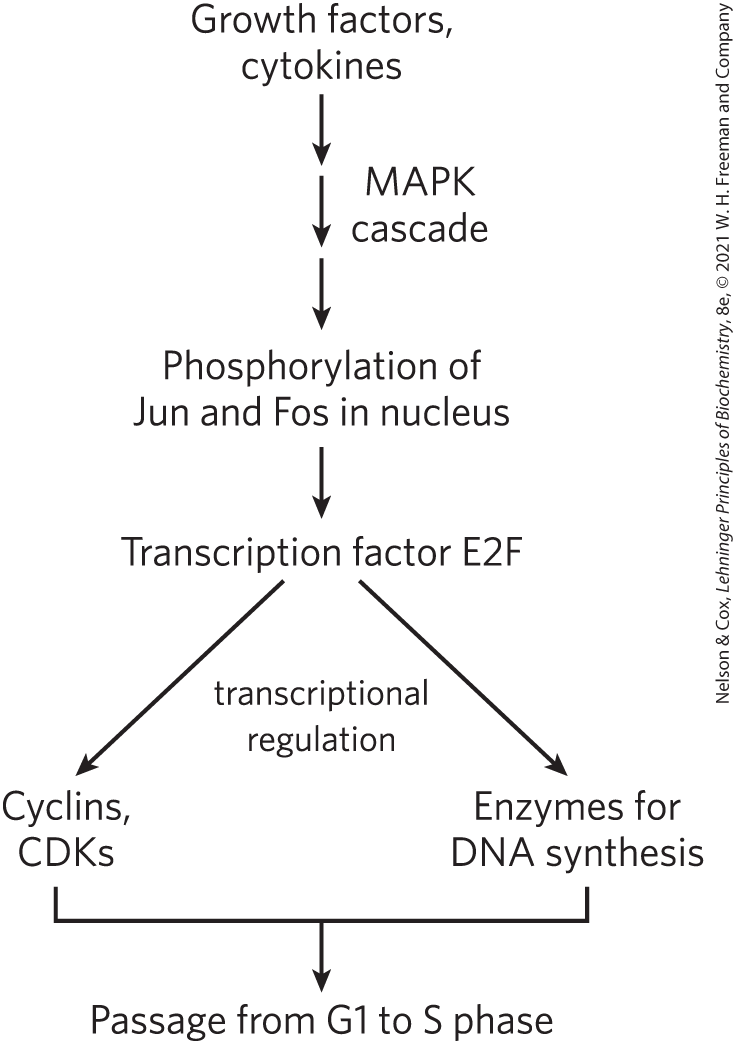 Growth factors,
cytokines
MAPK
cascade
Phosphorylation of
Jun and Fos in nucleus
Transcription factor E2F
transcriptional
regulation
Cyclins,
CDKs
Enzymes for
DNA synthesis
Passage from G1 to S phase
Nelson & Cox, Lehninger Principles of Biochemistry, 8e, © 2021 W. H. Freeman and Company